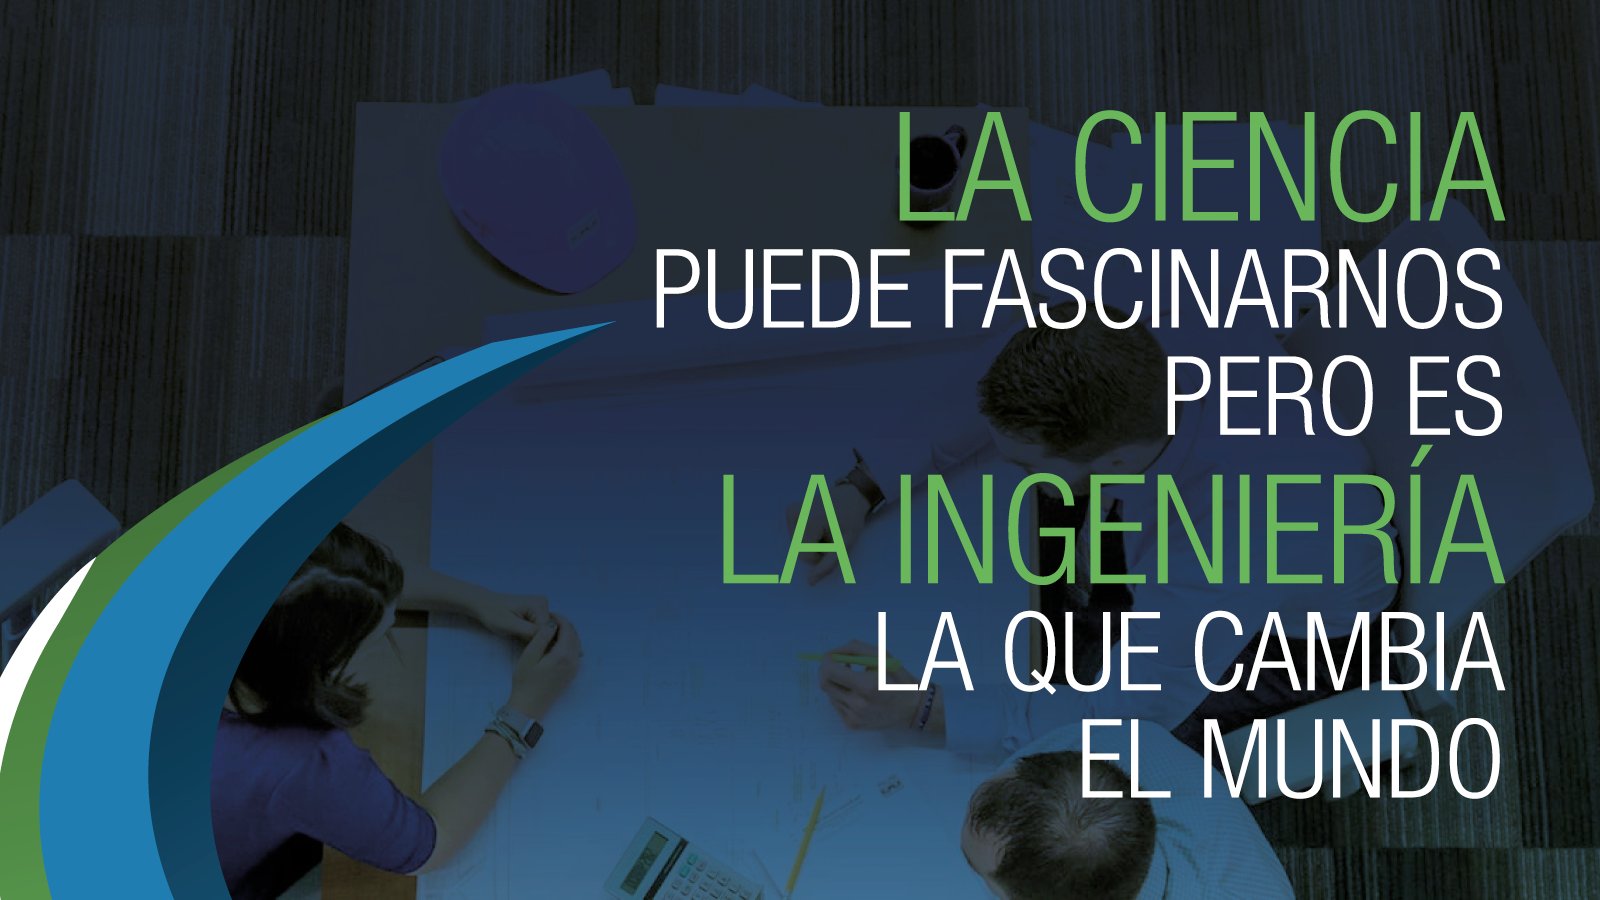 LA CIENCIA
PUEDE FASCINARNOS
PERO ES
LA INGENIERÍA
LA QUE CAMBIA
EL MUNDO